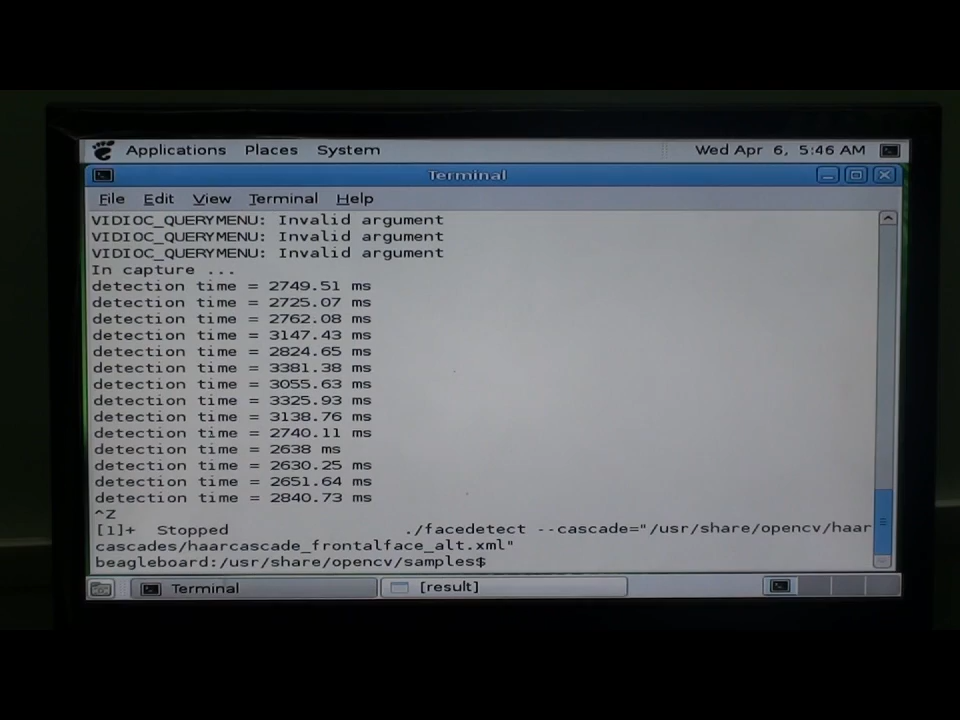 Applications Places System Wed Apr 6, 5:46 AM
Terminal
File Edit View Terminal Help
VIDIOC_QUERYMENU: Invalid argument
VIDIOC_QUERYMENU: Invalid argument
VIDIOC_QUERYMENU: Invalid argument
In capture ...
detection time = 2749.51 ms
detection time = 2725.07 ms
detection time = 2762.08 ms
detection time = 3147.43 ms
detection time = 2824.65 ms
detection time = 3381.38 ms
detection time = 3055.63 ms
detection time = 3325.93 ms
detection time = 3138.76 ms
detection time = 2740.11 ms
detection time = 2638 ms
detection time = 2630.25 ms
detection time = 2651.64 ms
detection time = 2840.73 ms
^Z
[1]+  Stopped                 ./facedetect --cascade="/usr/share/opencv/haar
cascades/haarcascade_frontalface_alt.xml"
beagleboard:/usr/share/opencv/samples$
Terminal [result]